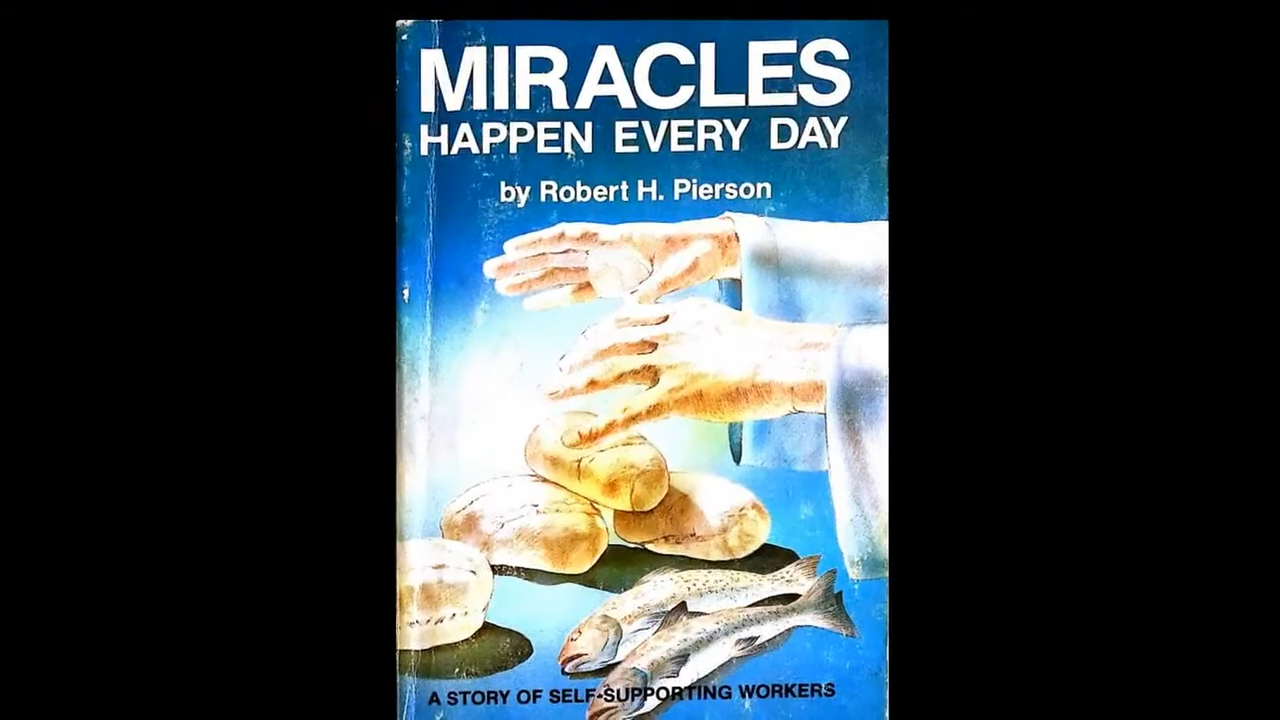 MIRACLES
HAPPEN EVERY DAY
by Robert H. Pierson
A STORY OF SELF-SUPPORTING WORKERS